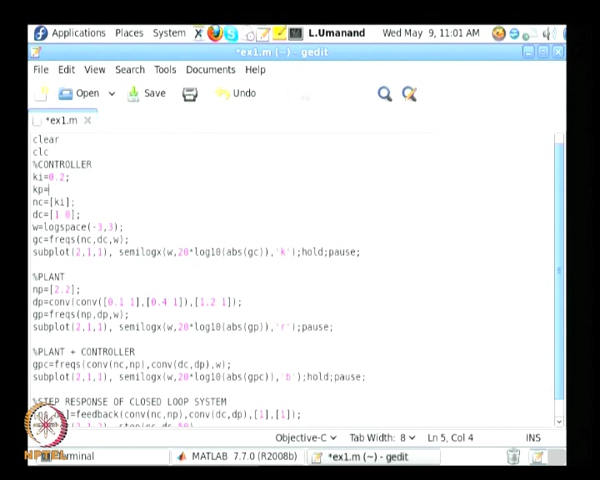 Applications Places System L.Umanand Wed May 9, 11:01 AM
*ex1.m (~) - gedit
File Edit View Search Tools Documents Help
Open Save Undo
*ex1.m
clear
clc
%CONTROLLER
ki=0.2;
kp=
nc=[ki];
dc=[1 0];
w=logspace(-3,3);
gc=freqs(nc,dc,w);
subplot(2,1,1), semilogx(w,20*log10(abs(gc)),'k');hold;pause;
%PLANT
np=[2.2];
dp=conv(conv([0.1 1],[0.4 1]),[1.2 1]);
gp=freqs(np,dp,w);
subplot(2,1,1), semilogx(w,20*log10(abs(gp)),'r');pause;
%PLANT + CONTROLLER
gpc=freqs(conv(nc,np),conv(dc,dp),w);
subplot(2,1,1), semilogx(w,20*log10(abs(gpc)),'b');hold;pause;
%STEP RESPONSE OF CLOSED LOOP SYSTEM
]=feedback(conv(nc,np),conv(dc,dp),[1],[1]);
Objective-C Tab Width: 8 Ln 5, Col 4 INS
NPTEL
MATLAB 7.7.0 (R2008b) *ex1.m (~) - gedit